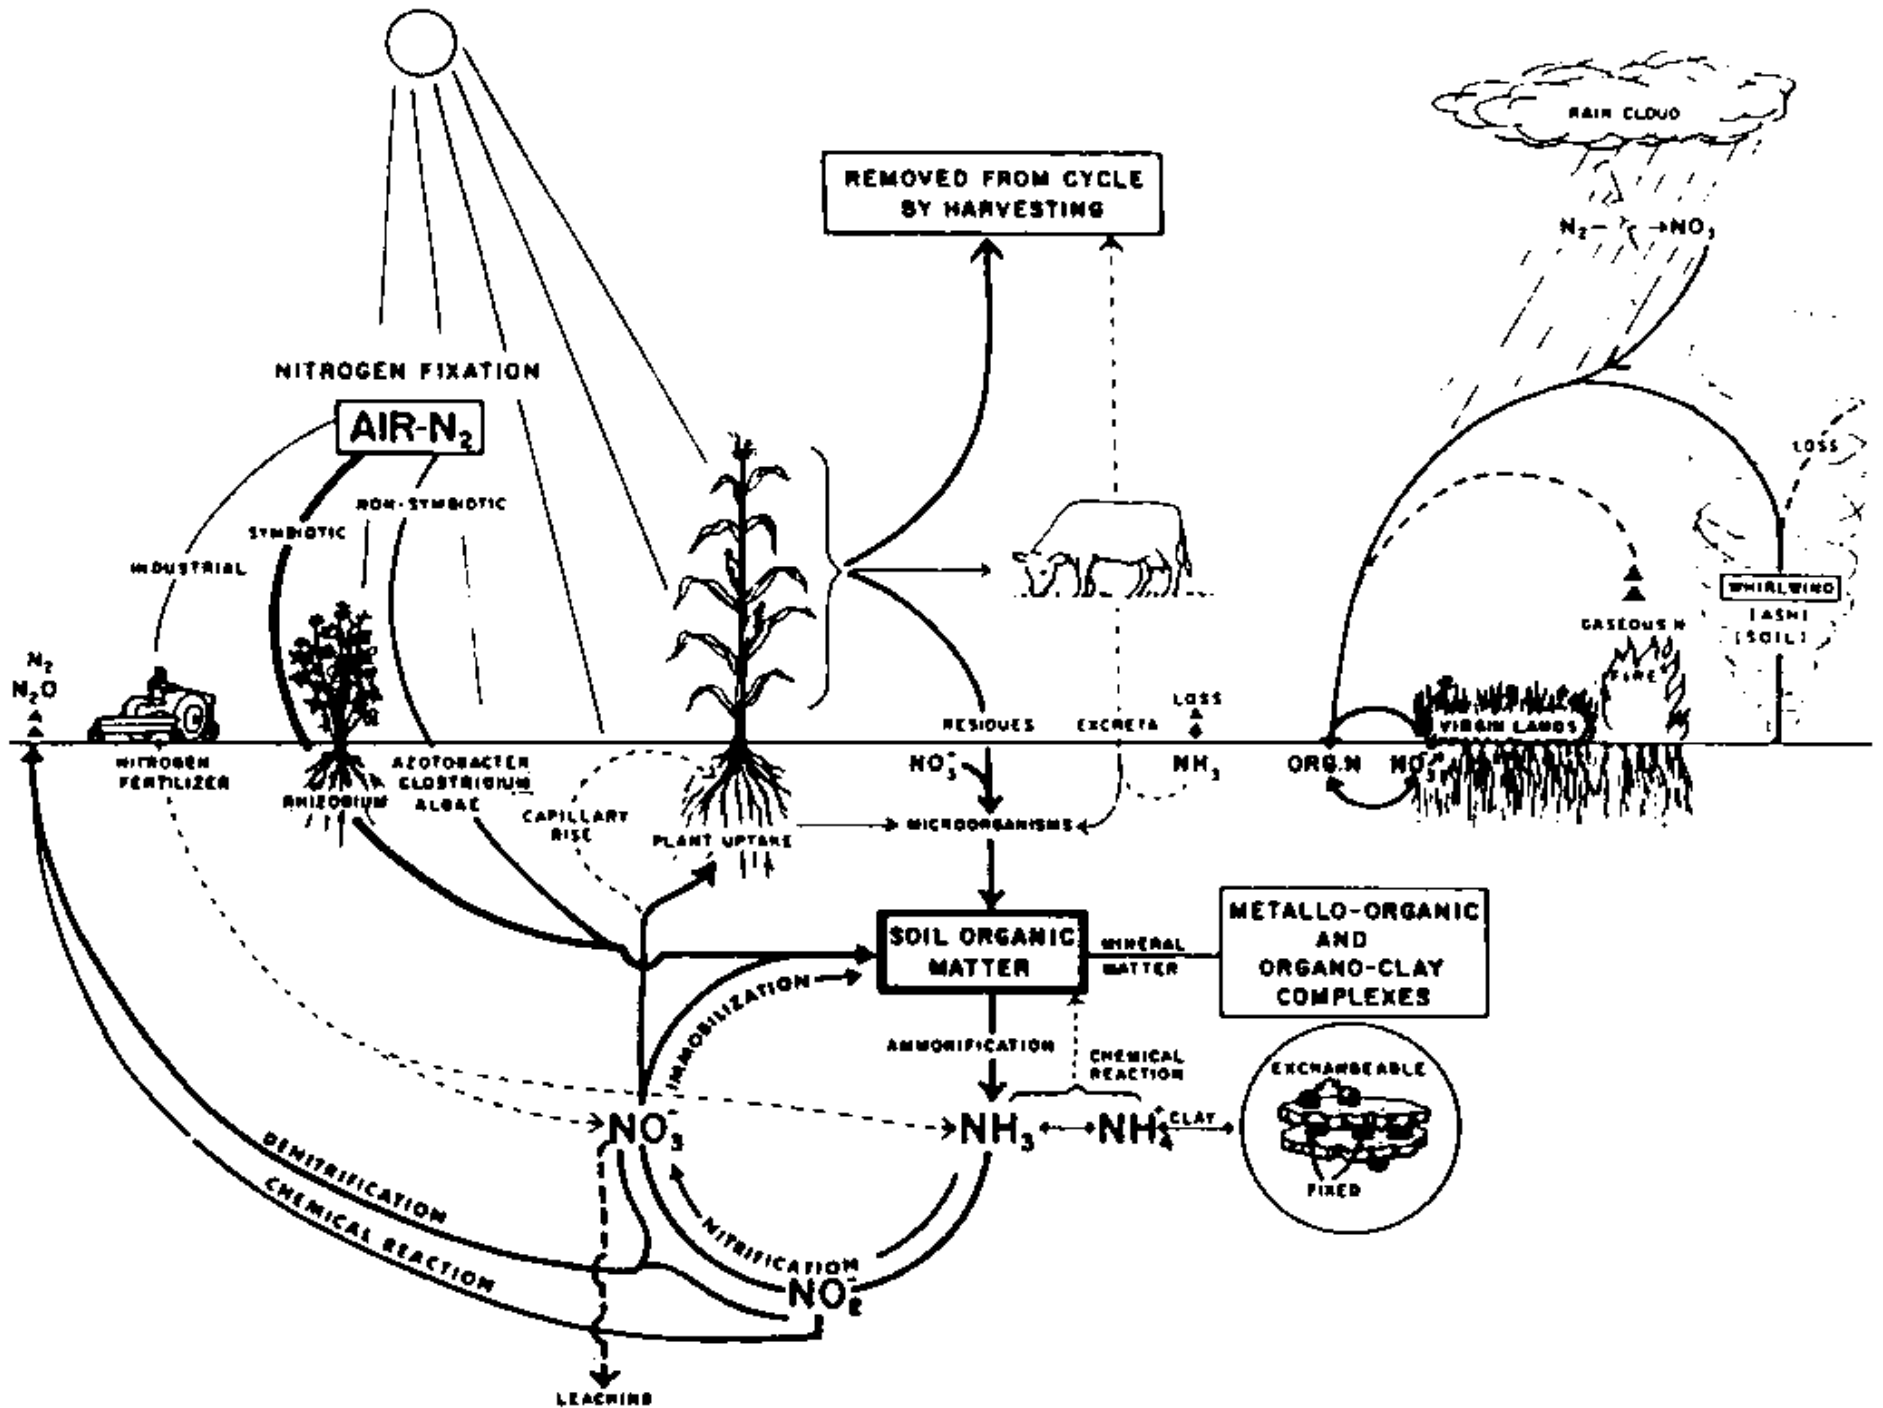 RAIN CLOUD
REMOVED FROM CYCLE
BY HARVESTING
N2 → NO3
NITROGEN FIXATION
AIR-N2
LOSS
NON-SYMBIOTIC
SYMBIOTIC
INDUSTRIAL
WHIRLWIND
(ASH)
(SOIL)
GASEOUS N
FIRE
N2
N2O
LOSS
RESIDUES
EXCRETA
VIRGIN LANDS
NITROGEN
FERTILIZER
RHIZOBIUM
AZOTOBACTER
CLOSTRIDIUM
ALGAE
CAPILLARY
RISE
PLANT UPTAKE
NO3-
NH3
ORG.N
NO3-
MICROORGANISMS
SOIL ORGANIC
MATTER
MINERAL
MATTER
METALLO-ORGANIC
AND
ORGANO-CLAY
COMPLEXES
IMMOBILIZATION
AMMONIFICATION
CHEMICAL
REACTION
EXCHANGEABLE
FIXED
NO3-
NH3
NH4+
CLAY
DENITRIFICATION
CHEMICAL REACTION
NITRIFICATION
NO2-
LEACHING